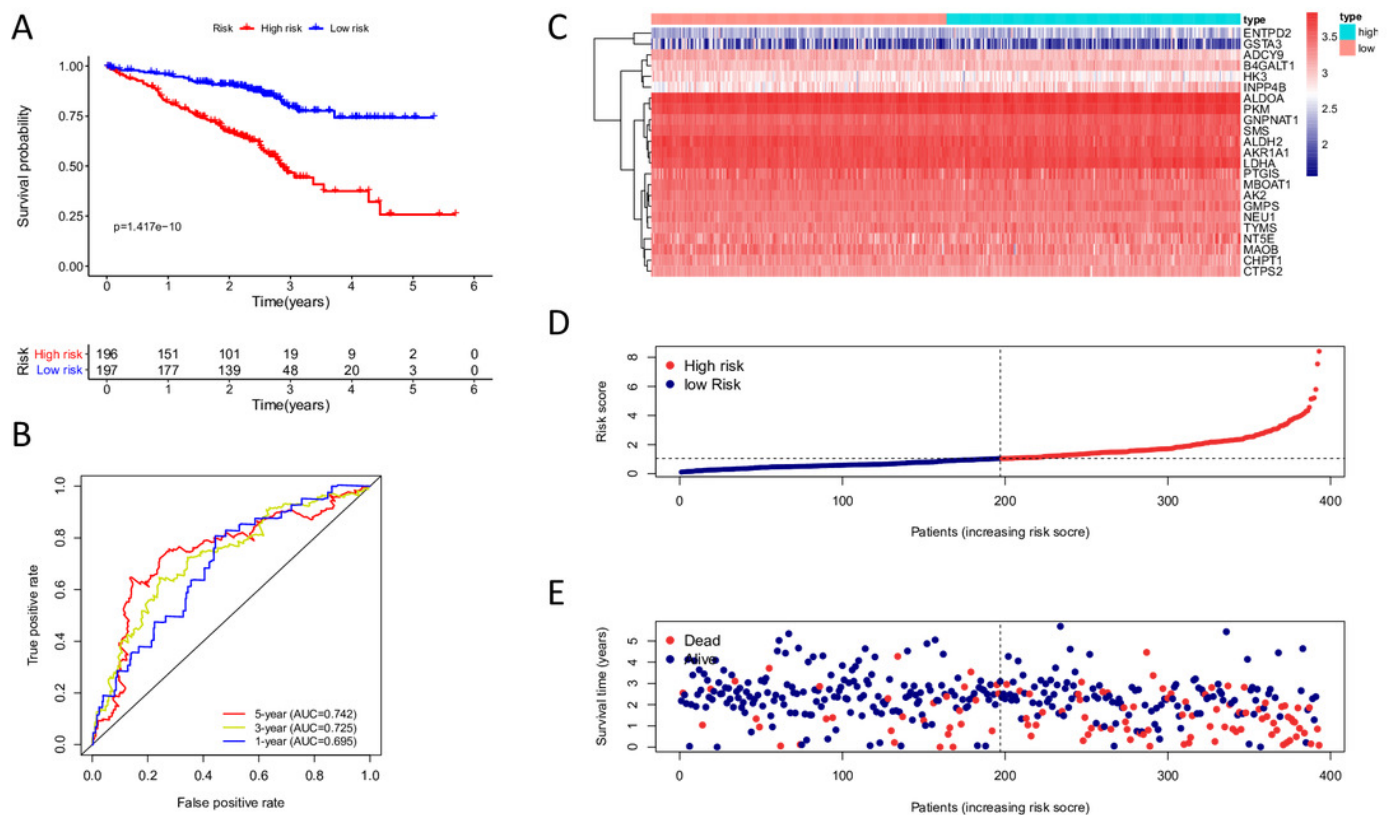 A
Risk High risk Low risk
1.00
0.75
0.50
0.25
0.00
Survival probability
p=1.417e−10
0 1 2 3 4 5 6
Time(years)
Risk
High risk 196 151 101 19 9 2 0
Low risk 197 177 139 48 20 3 0
0 1 2 3 4 5 6
Time(years)
B
1.0
0.8
0.6
0.4
0.2
0.0
True positive rate
5-year (AUC=0.742)
3-year (AUC=0.725)
1-year (AUC=0.695)
0.0 0.2 0.4 0.6 0.8 1.0
False positive rate
C
type
ENTPD2
GSTA3
ADCY9
B4GALT1
HK3
INPP4B
ALDOA
PKM
GNPNAT1
SMS
ALDH2
AKR1A1
LDHA
PTGIS
MBOAT1
AK2
GMPS
NEU1
TYMS
NT5E
MAOB
CHPT1
CTPS2
3.5
3
2.5
2
type
high
low
D
High risk
low Risk
8
6
4
2
0
Risk score
0 100 200 300 400
Patients (increasing risk socre)
E
Dead
Alive
5
4
3
2
1
0
Survival time (years)
0 100 200 300 400
Patients (increasing risk socre)